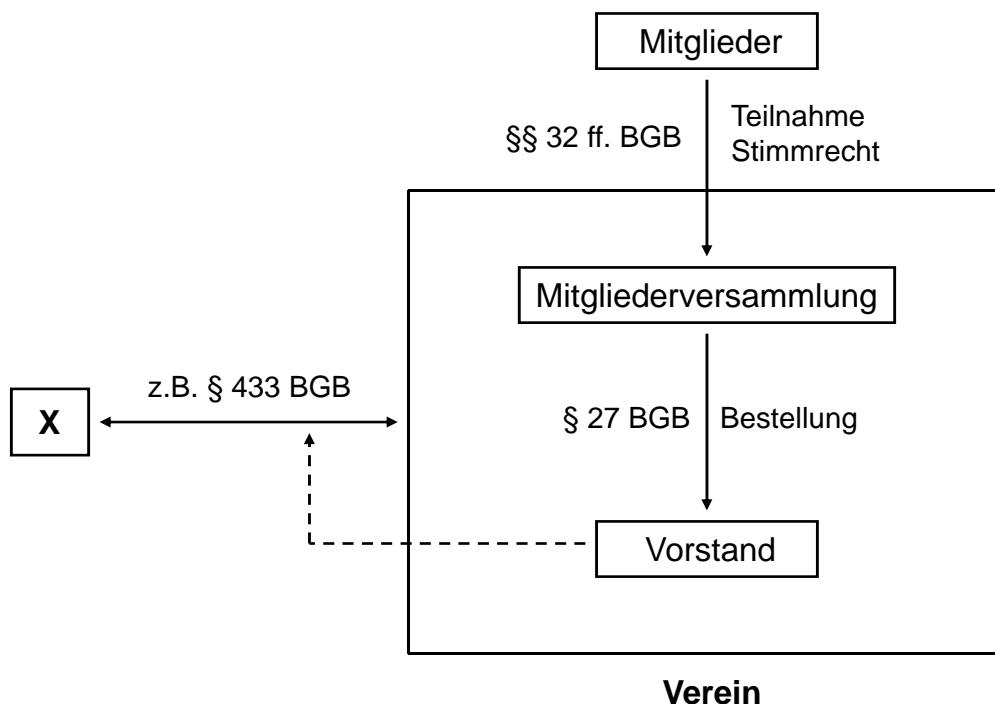 Mitglieder
§§ 32 ff. BGB
Teilnahme
Stimmrecht
Mitgliederversammlung
z.B. § 433 BGB
X
§ 27 BGB
Bestellung
Vorstand
Verein